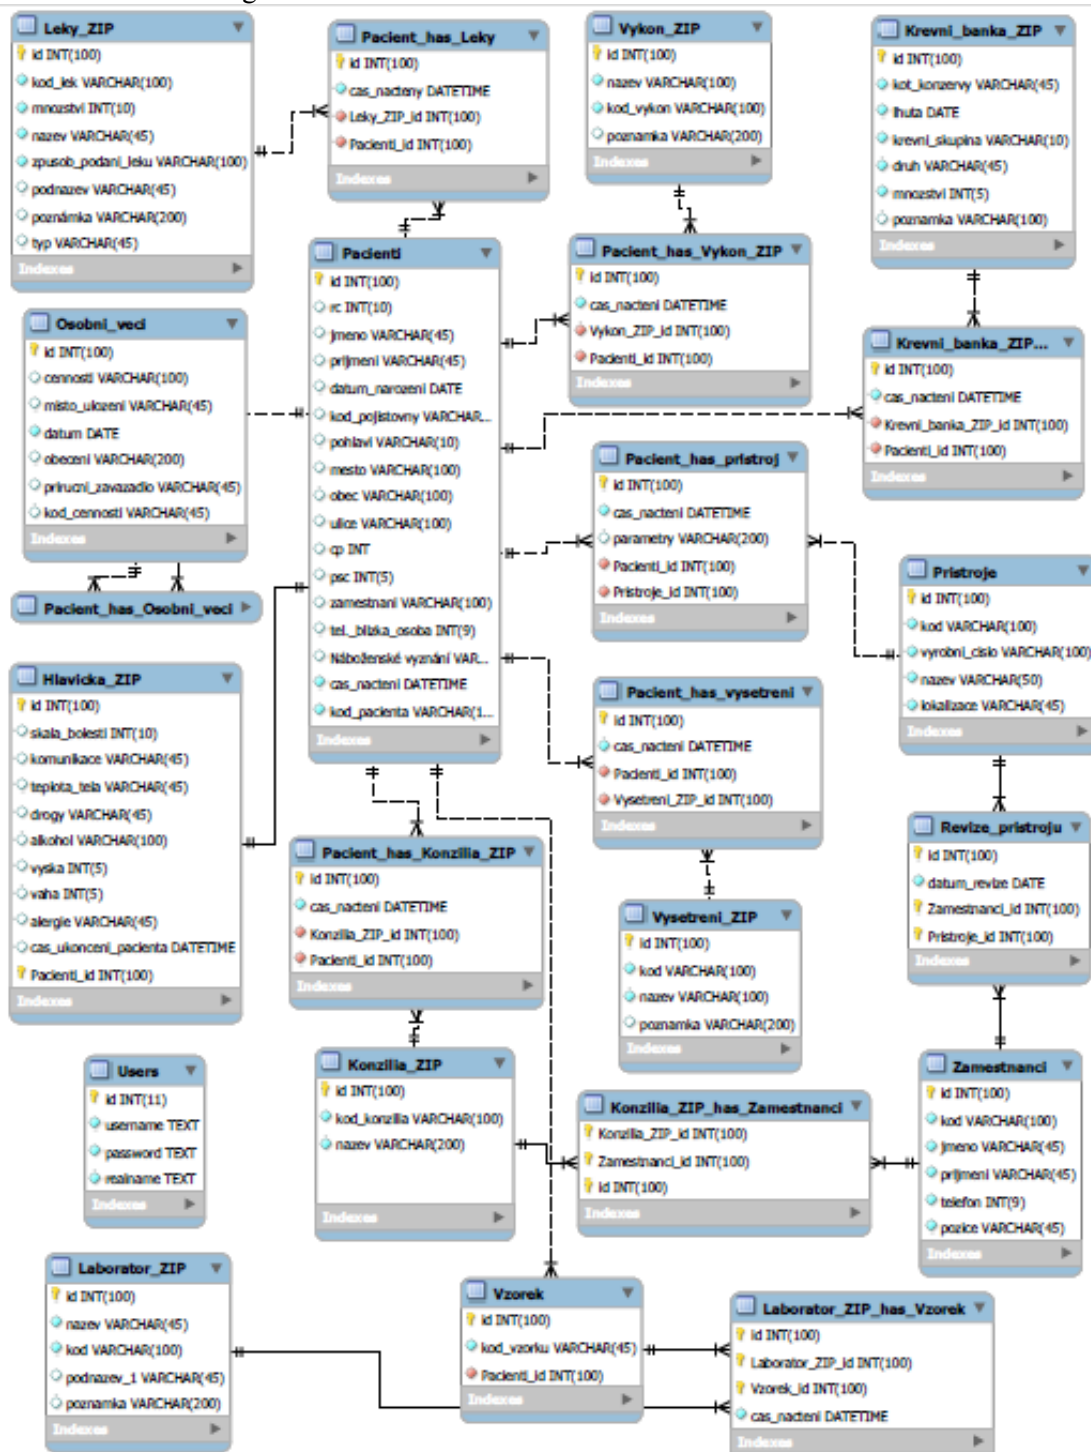 Leky_ZIP
id INT(100)
kod_lek VARCHAR(100)
mnozstvi INT(10)
nazev VARCHAR(45)
zpusob_podani_leku VARCHAR(100)
podnazev VARCHAR(45)
poznámka VARCHAR(200)
typ VARCHAR(45)
Indexes
Pacient_has_Leky
id INT(100)
cas_nacteny DATETIME
Leky_ZIP_id INT(100)
Pacienti_id INT(100)
Indexes
Vykon_ZIP
id INT(100)
nazev VARCHAR(100)
kod_vykon VARCHAR(100)
poznamka VARCHAR(200)
Indexes
Krevni_banka_ZIP
id INT(100)
kot_konzervy VARCHAR(45)
lhuta DATE
krevni_skupina VARCHAR(10)
druh VARCHAR(45)
mnozstvi INT(5)
poznamka VARCHAR(100)
Indexes
Pacienti
id INT(100)
rc INT(10)
jmeno VARCHAR(45)
prijmeni VARCHAR(45)
datum_narozeni DATE
kod_pojistovny VARCHAR...
pohlavi VARCHAR(10)
mesto VARCHAR(100)
obec VARCHAR(100)
ulice VARCHAR(100)
cp INT
psc INT(5)
zamestnani VARCHAR(100)
tel._blizka_osoba INT(9)
Náboženské vyznání VAR...
cas_nacteni DATETIME
kod_pacienta VARCHAR(1...
Indexes
Pacient_has_Vykon_ZIP
id INT(100)
cas_nacteni DATETIME
Vykon_ZIP_id INT(100)
Pacienti_id INT(100)
Indexes
Osobni_veci
id INT(100)
cennosti VARCHAR(100)
misto_ulozeni VARCHAR(45)
datum DATE
obeceni VARCHAR(200)
prirucni_zavazadlo VARCHAR(45)
kod_cennosti VARCHAR(45)
Indexes
Krevni_banka_ZIP...
id INT(100)
cas_nacteni DATETIME
Krevni_banka_ZIP_id INT(100)
Pacienti_id INT(100)
Indexes
Pacient_has_pristroj
id INT(100)
cas_nacteni DATETIME
parametry VARCHAR(200)
Pacienti_id INT(100)
Pristroje_id INT(100)
Indexes
Pacient_has_Osobni_veci
Pristroje
id INT(100)
kod VARCHAR(100)
vyrobni_cislo VARCHAR(100)
nazev VARCHAR(50)
lokalizace VARCHAR(45)
Indexes
Hlavicka_ZIP
id INT(100)
skala_bolesti INT(10)
komunikace VARCHAR(45)
teplota_tela VARCHAR(45)
drogy VARCHAR(45)
alkohol VARCHAR(100)
vyska INT(5)
vaha INT(5)
alergie VARCHAR(45)
cas_ukonceni_pacienta DATETIME
Pacienti_id INT(100)
Indexes
Pacient_has_vysetreni
id INT(100)
cas_nacteni DATETIME
Pacienti_id INT(100)
Vysetreni_ZIP_id INT(100)
Indexes
Revize_pristroju
id INT(100)
datum_revize DATE
Zamestnanci_id INT(100)
Pristroje_id INT(100)
Indexes
Pacient_has_Konzilia_ZIP
id INT(100)
cas_nacteni DATETIME
Konzilia_ZIP_id INT(100)
Pacienti_id INT(100)
Indexes
Vysetreni_ZIP
id INT(100)
kod VARCHAR(100)
nazev VARCHAR(100)
poznamka VARCHAR(200)
Indexes
Users
id INT(11)
username TEXT
password TEXT
realname TEXT
Indexes
Konzilia_ZIP
id INT(100)
kod_konzilia VARCHAR(100)
nazev VARCHAR(200)
Indexes
Konzilia_ZIP_has_Zamestnanci
Konzilia_ZIP_id INT(100)
Zamestnanci_id INT(100)
id INT(100)
Indexes
Zamestnanci
id INT(100)
kod VARCHAR(100)
jmeno VARCHAR(45)
prijmeni VARCHAR(45)
telefon INT(9)
pozice VARCHAR(45)
Indexes
Laborator_ZIP
id INT(100)
nazev VARCHAR(45)
kod VARCHAR(100)
podnazev_1 VARCHAR(45)
poznamka VARCHAR(200)
Indexes
Vzorek
id INT(100)
kod_vzorku VARCHAR(45)
Pacienti_id INT(100)
Indexes
Laborator_ZIP_has_Vzorek
id INT(100)
Laborator_ZIP_id INT(100)
Vzorek_id INT(100)
cas_nacteni DATETIME
Indexes